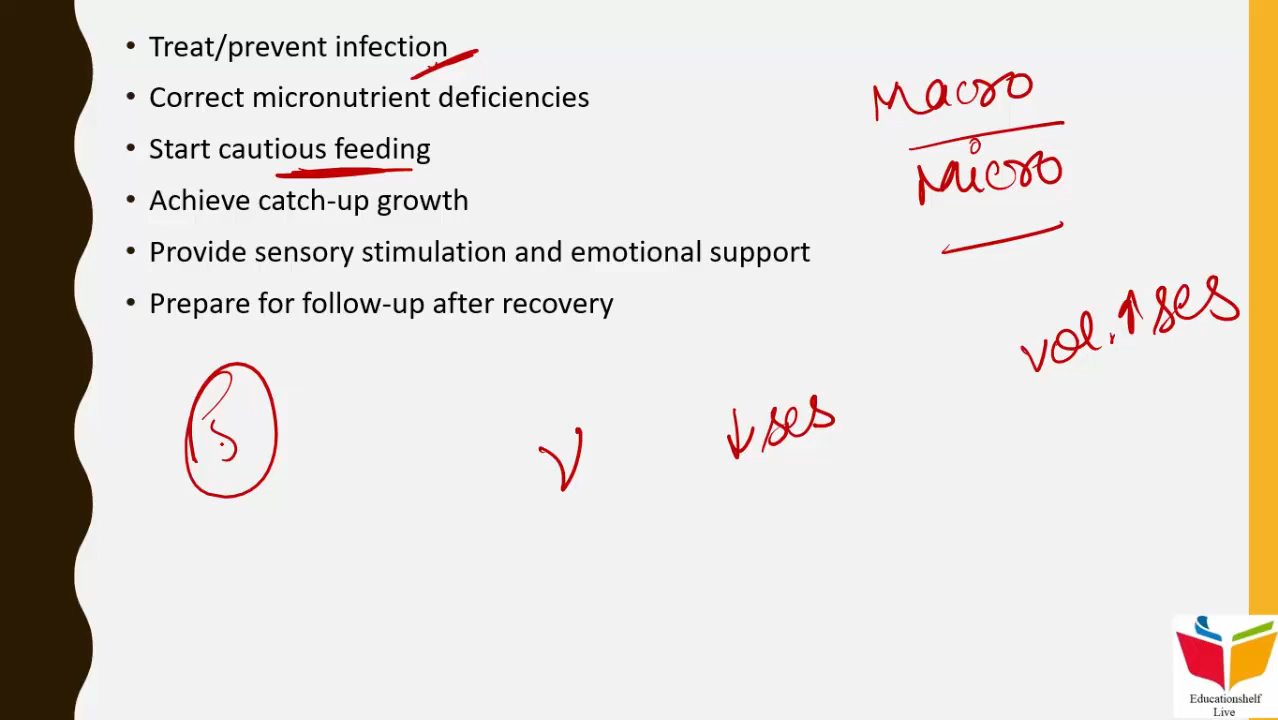 • Treat/prevent infection
• Correct micronutrient deficiencies
• Start cautious feeding
• Achieve catch-up growth
• Provide sensory stimulation and emotional support
• Prepare for follow-up after recovery
Macro
Micro
vol. ↑ses
↓ses
V
Educationshelf
Live